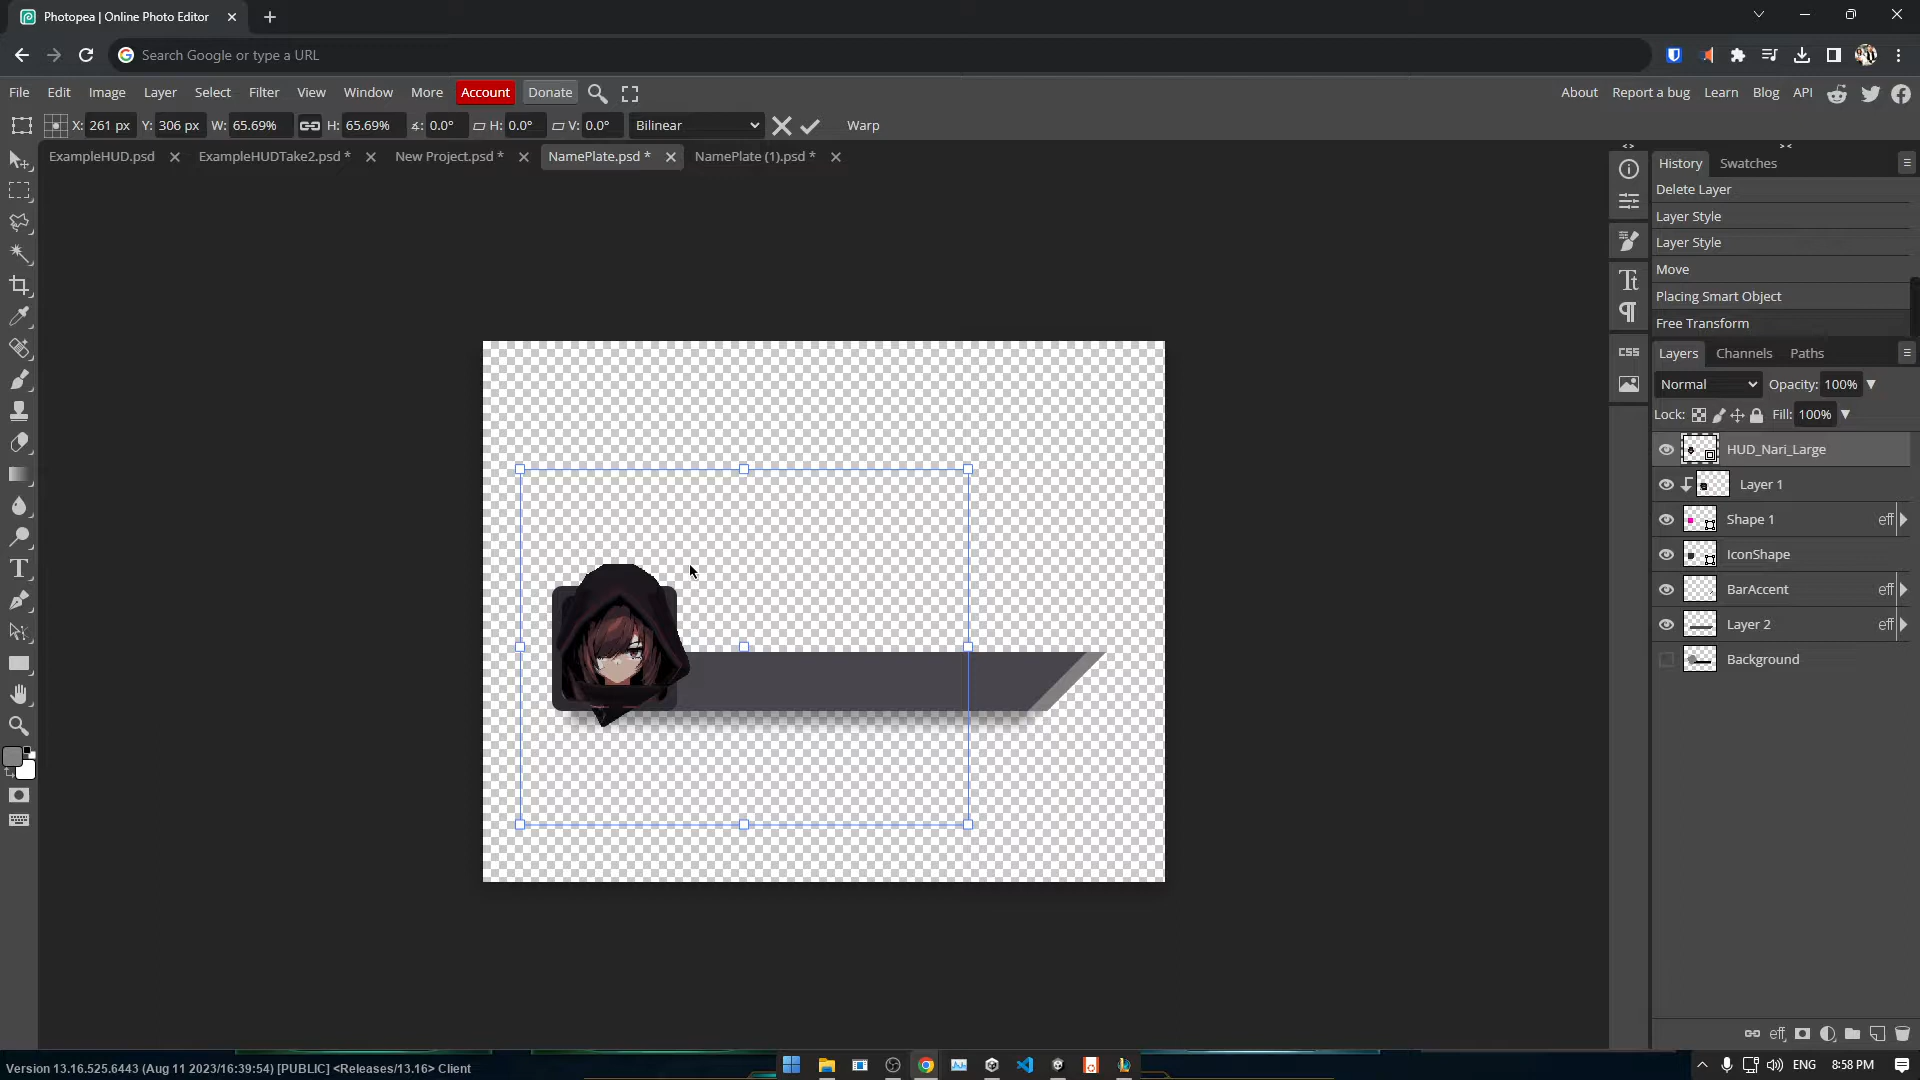 Photopea | Online Photo Editor
Search Google or type a URL
File Edit Image Layer Select Filter View Window More Account Donate About Report a bug Learn Blog API
X: 261 px Y: 306 px W: 65.69% H: 65.69% ∡: 0.0° H: 0.0° V: 0.0° Bilinear Warp
ExampleHUD.psd ExampleHUDTake2.psd * New Project.psd * NamePlate.psd * NamePlate (1).psd *
History Swatches
Delete Layer
Layer Style
Layer Style
Move
Placing Smart Object
Free Transform
CSS
Layers Channels Paths
Normal Opacity: 100%
Lock: Fill: 100%
HUD_Nari_Large
Layer 1
Shape 1 eff
IconShape
BarAccent eff
Layer 2 eff
Background
eff
Version 13.16.525.6443 (Aug 11 2023/16:39:54) [PUBLIC] <Releases/13.16> Client
ENG 8:58 PM